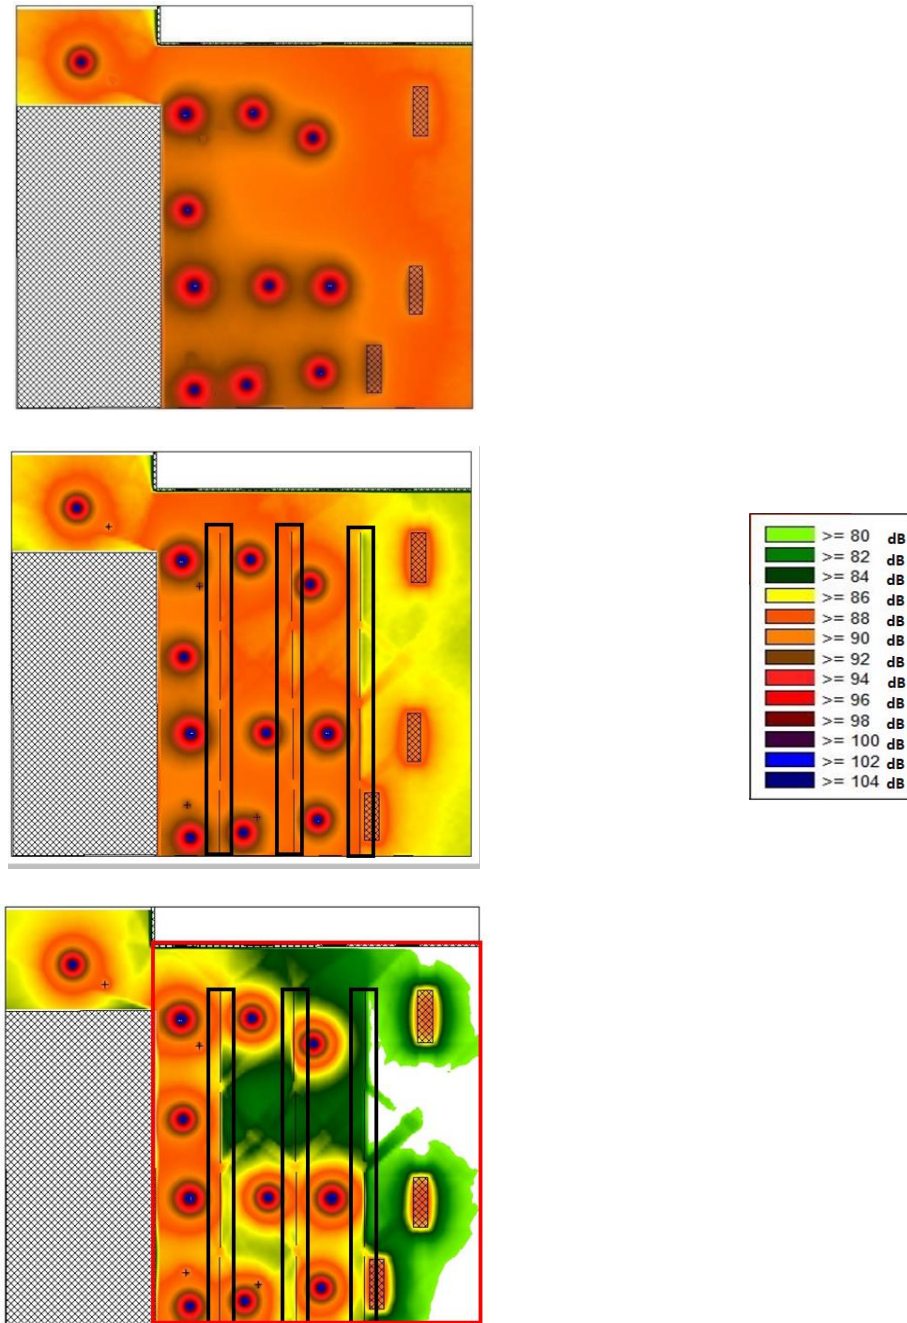 >= 80 dB
>= 82 dB
>= 84 dB
>= 86 dB
>= 88 dB
>= 90 dB
>= 92 dB
>= 94 dB
>= 96 dB
>= 98 dB
>= 100 dB
>= 102 dB
>= 104 dB